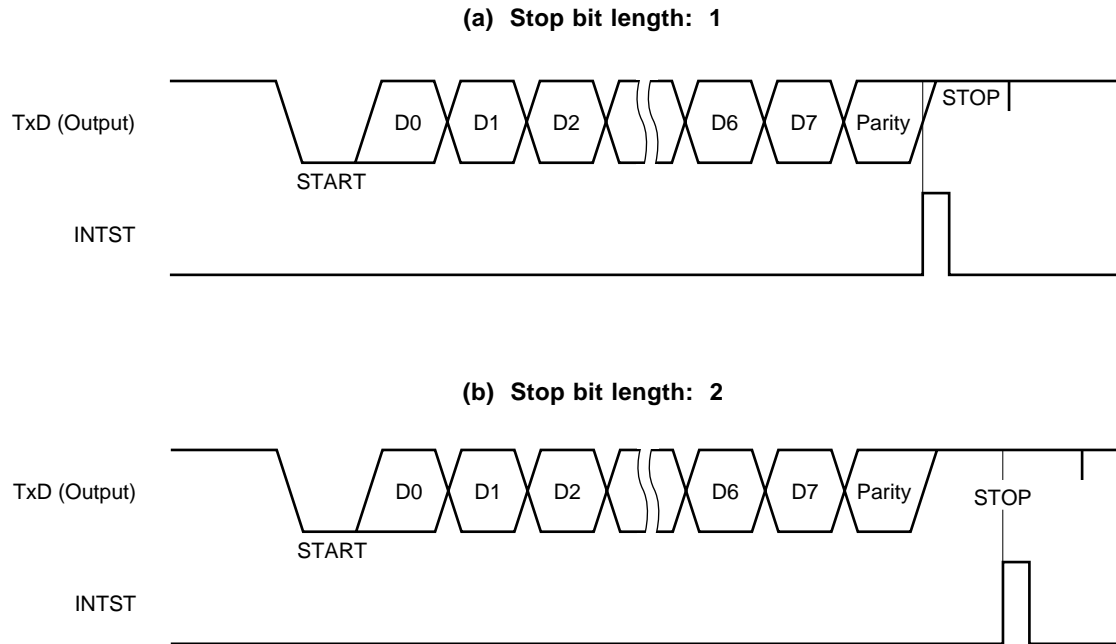 (a) Stop bit length: 1
TxD (Output)
D0 D1 D2 D6 D7 Parity
STOP
START
INTST
(b) Stop bit length: 2
TxD (Output)
D0 D1 D2 D6 D7 Parity
STOP
START
INTST